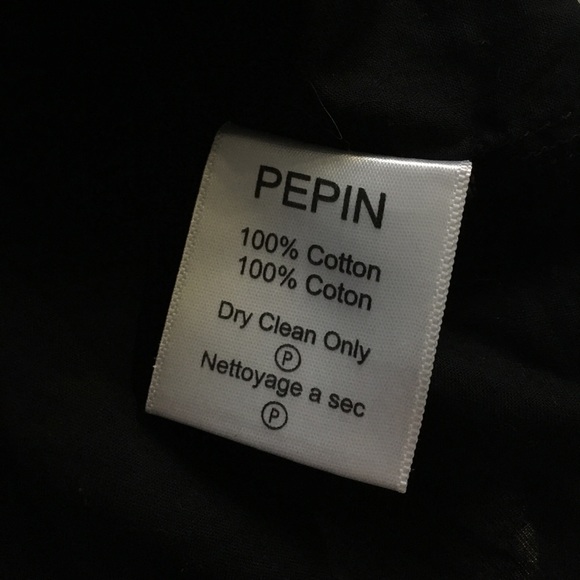 PEPIN
100% Cotton
100% Coton
Dry Clean Only
P
Nettoyage a sec
P